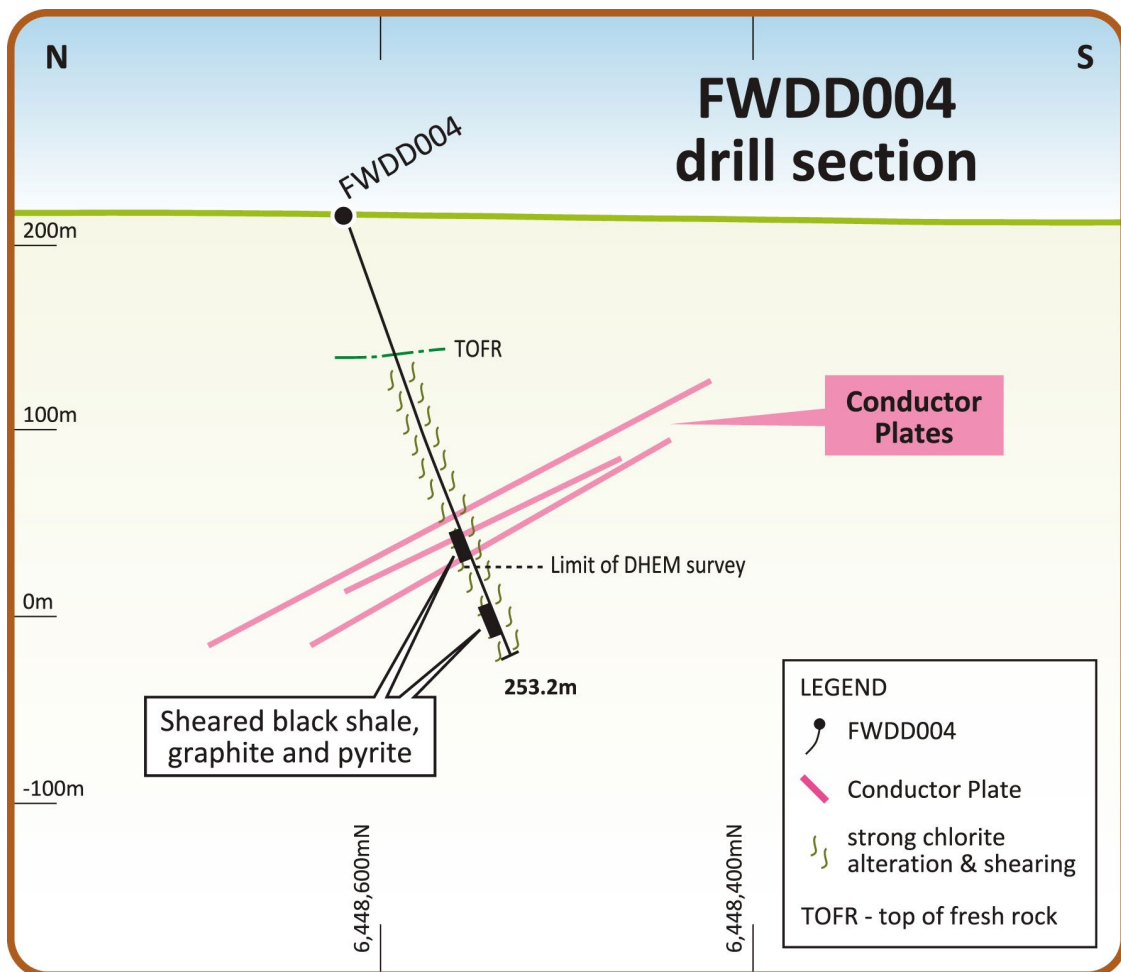 N
S
FWDD004
drill section
FWDD004
200m
TOFR
100m
Conductor
Plates
Limit of DHEM survey
0m
253.2m
Sheared black shale,
graphite and pyrite
-100m
6,448,600mN
6,448,400mN
LEGEND
FWDD004
Conductor Plate
strong chlorite
alteration & shearing
TOFR - top of fresh rock